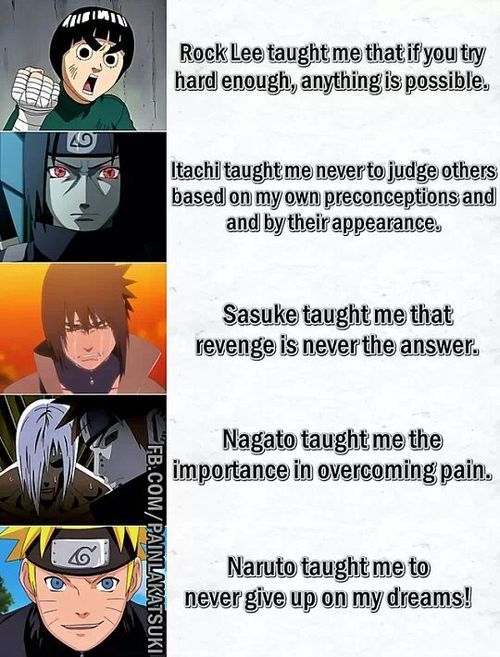 Rock Lee taught me that if you try
hard enough, anything is possible.
Itachi taught me never to judge others
based on my own preconceptions and
and by their appearance.
Sasuke taught me that
revenge is never the answer.
Nagato taught me the
importance in overcoming pain.
Naruto taught me to
never give up on my dreams!
FB.COM/PAIN1AKATSUKI